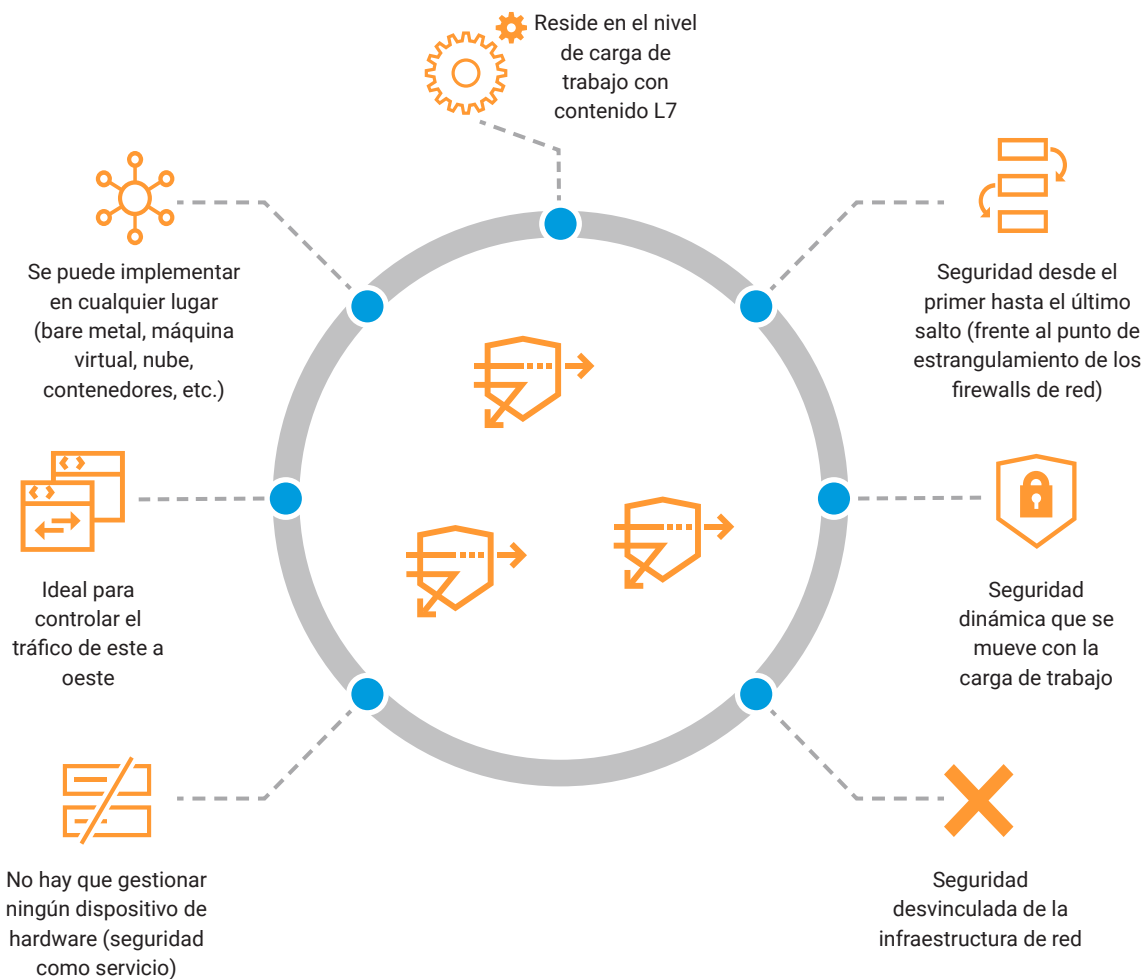 Reside en el nivel
de carga de
trabajo con
contenido L7
Seguridad desde el
primer hasta el último
salto (frente al punto de
estrangulamiento de los
firewalls de red)
Seguridad
dinámica que se
mueve con la
carga de trabajo
Seguridad
desvinculada de la
infraestructura de red
No hay que gestionar
ningún dispositivo de
hardware (seguridad
como servicio)
Ideal para
controlar el
tráfico de este a
oeste
Se puede implementar
en cualquier lugar
(bare metal, máquina
virtual, nube,
contenedores, etc.)